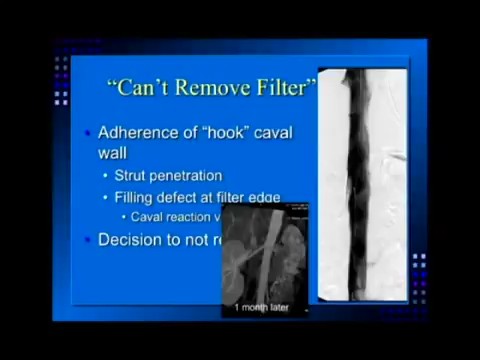 “Can’t Remove Filter”
• Adherence of “hook” caval
wall
• Strut penetration
• Filling defect at filter edge
• Caval reaction v
• Decision to not re
1 month later